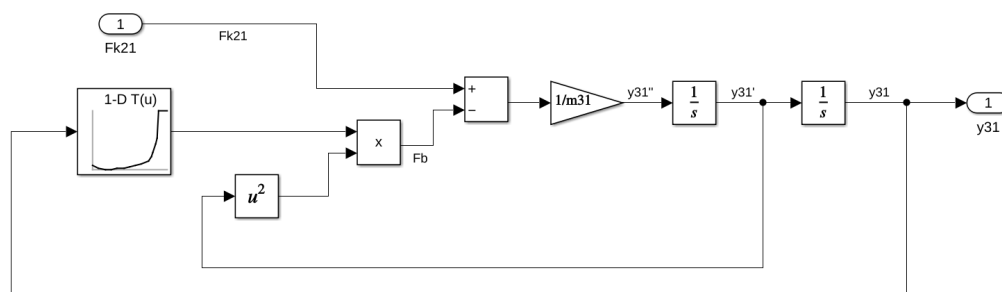 1
Fk21
Fk21
1-D T(u)
+
−
1/m31
y31''
1
s
y31'
1
s
y31
1
y31
x
Fb
u²